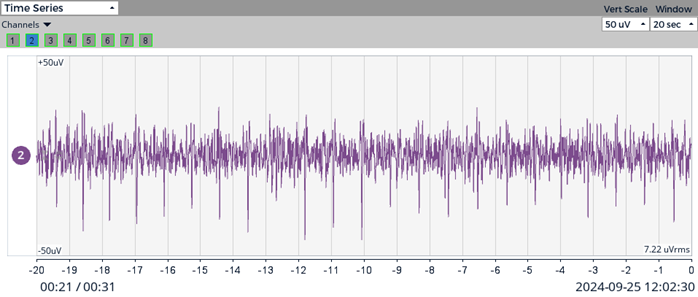 Time Series
Vert Scale Window
Channels
50 uV 20 sec
1 2 3 4 5 6 7 8
+50uV
2
-50uV
7.22 uVrms
-20 -19 -18 -17 -16 -15 -14 -13 -12 -11 -10 -9 -8 -7 -6 -5 -4 -3 -2 -1 0
00:21 / 00:31
2024-09-25 12:02:30